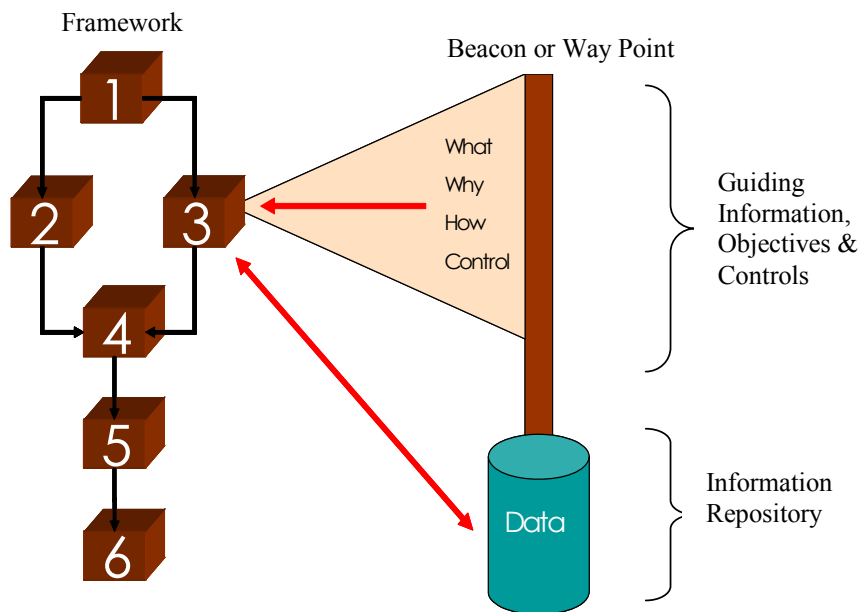 Framework
Beacon or Way Point
1
2
3
4
5
6
What
Why
How
Control
Guiding
Information,
Objectives &
Controls
Data
Information
Repository